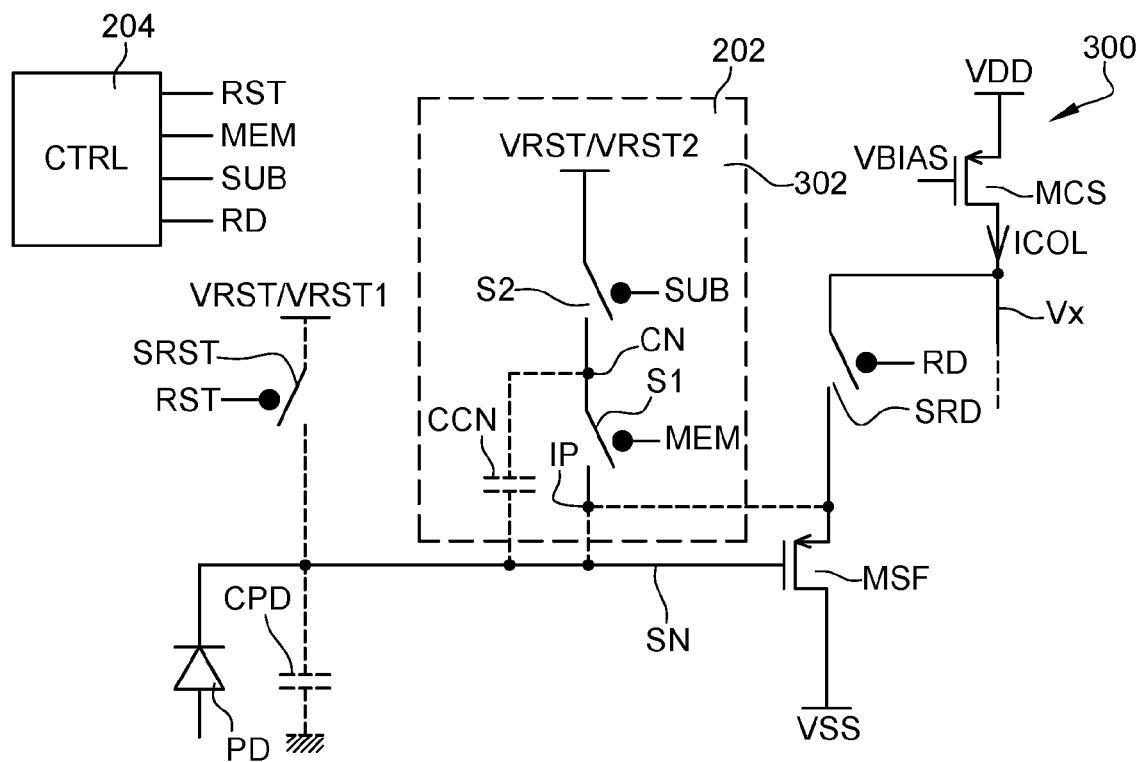 204
202
300
RST
MEM
SUB
RD
CTRL
VDD
VRST/VRST2
302
VBIAS
MCS
ICOL
VRST/VRST1
S2
SUB
Vx
SRST
CN
RST
S1
RD
SRD
CCN
MEM
IP
MSF
CPD
SN
PD
VSS